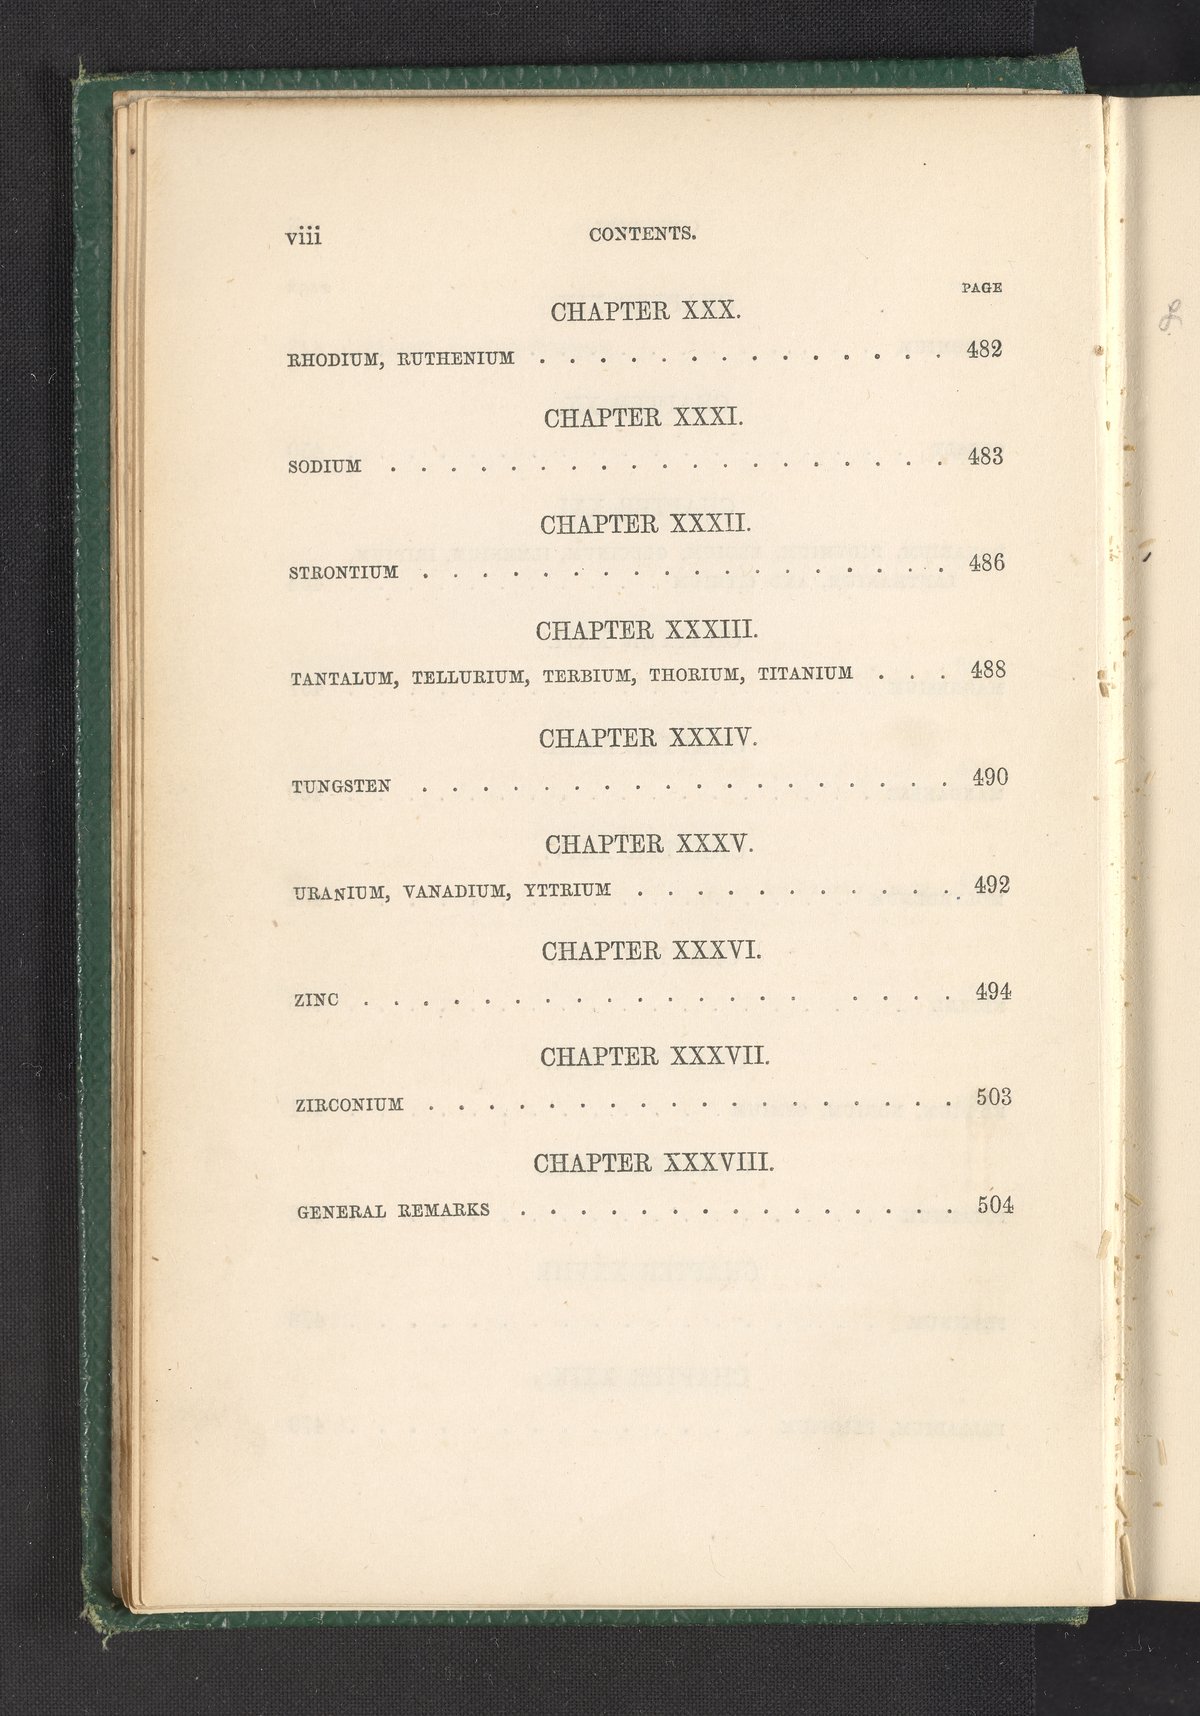 viii CONTENTS.
PAGE
CHAPTER XXX.
RHODIUM, RUTHENIUM . . . . . . . . . . . . . . 482
CHAPTER XXXI.
SODIUM . . . . . . . . . . . . . . . . . . . 483
CHAPTER XXXII.
STRONTIUM . . . . . . . . . . . . . . . . . . 486
CHAPTER XXXIII.
TANTALUM, TELLURIUM, TERBIUM, THORIUM, TITANIUM . . . 488
CHAPTER XXXIV.
TUNGSTEN . . . . . . . . . . . . . . . . . . 490
CHAPTER XXXV.
URANIUM, VANADIUM, YTTRIUM . . . . . . . . . . . 492
CHAPTER XXXVI.
ZINC . . . . . . . . . . . . . . . . . . 494
CHAPTER XXXVII.
ZIRCONIUM . . . . . . . . . . . . . . . . . . 503
CHAPTER XXXVIII.
GENERAL REMARKS . . . . . . . . . . . . . . . 504